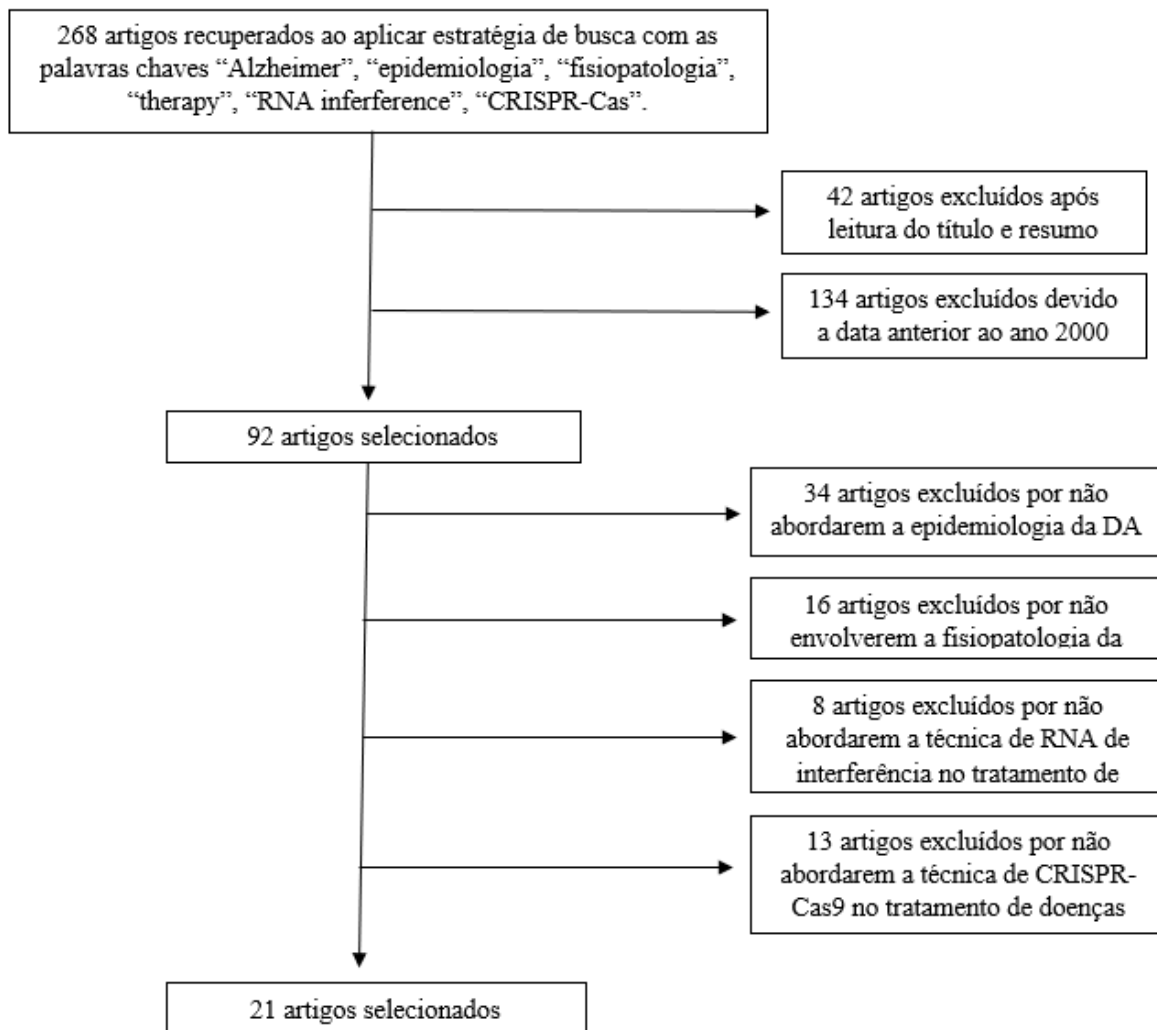 268 artigos recuperados ao aplicar estratégia de busca com as
palavras chaves “Alzheimer”, “epidemiologia”, “fisiopatologia”,
“therapy”, “RNA inferference”, “CRISPR-Cas”.
42 artigos excluídos após
leitura do título e resumo
134 artigos excluídos devido
a data anterior ao ano 2000
92 artigos selecionados
34 artigos excluídos por não
abordarem a epidemiologia da DA
16 artigos excluídos por não
envolverem a fisiopatologia da
8 artigos excluídos por não
abordarem a técnica de RNA de
interferência no tratamento de
13 artigos excluídos por não
abordarem a técnica de CRISPR-
Cas9 no tratamento de doenças
21 artigos selecionados